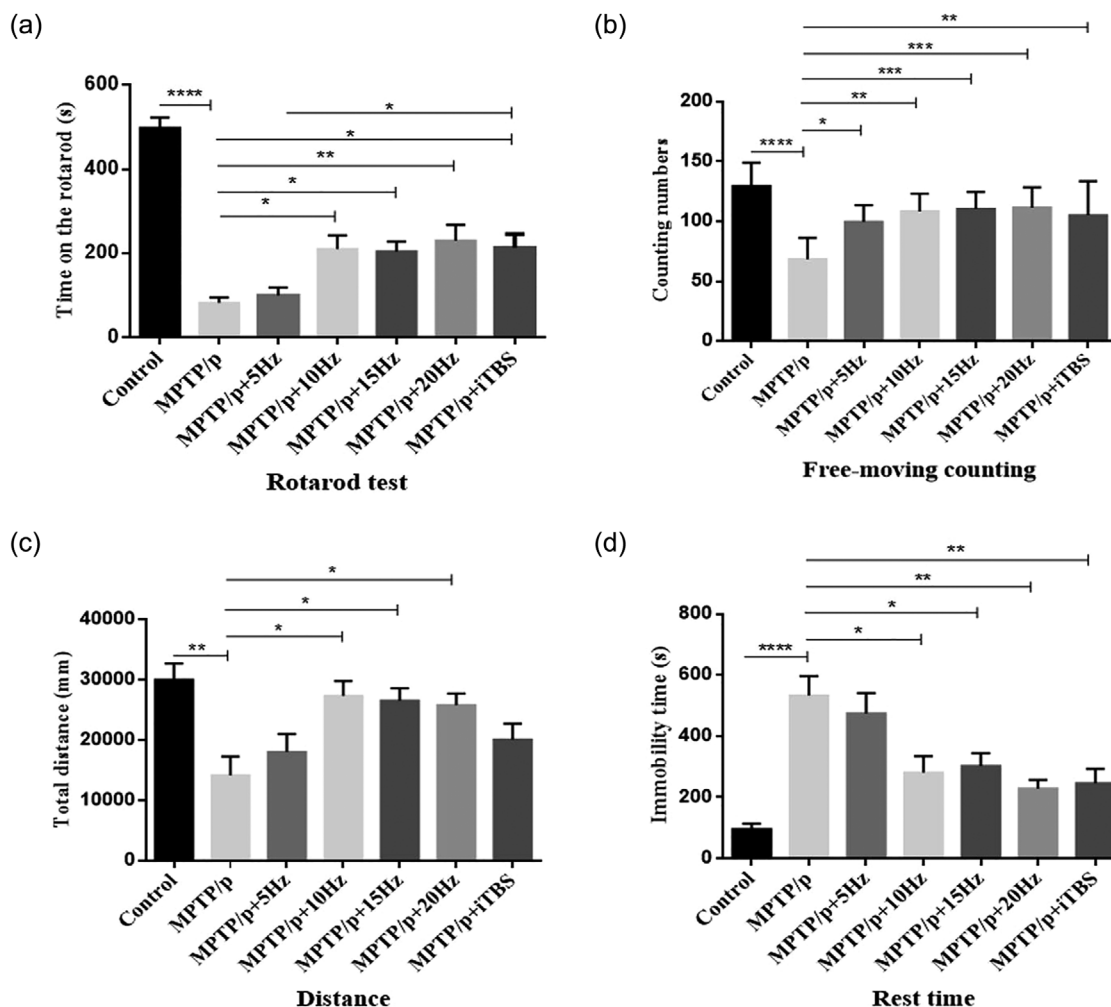 (a)
Time on the rotarod (s)
600
400
200
0
****
*
*
**
*
*
Control
MPTP/p
MPTP/p+5Hz
MPTP/p+10Hz
MPTP/p+15Hz
MPTP/p+20Hz
MPTP/p+iTBS
Rotarod test
(b)
Counting numbers
200
150
100
50
0
**
***
***
**
*
****
Control
MPTP/p
MPTP/p+5Hz
MPTP/p+10Hz
MPTP/p+15Hz
MPTP/p+20Hz
MPTP/p+iTBS
Free-moving counting
(c)
Total distance (mm)
40000
30000
20000
10000
0
*
*
*
**
Control
MPTP/p
MPTP/p+5Hz
MPTP/p+10Hz
MPTP/p+15Hz
MPTP/p+20Hz
MPTP/p+iTBS
Distance
(d)
Immobility time (s)
800
600
400
200
0
**
**
*
*
****
Control
MPTP/p
MPTP/p+5Hz
MPTP/p+10Hz
MPTP/p+15Hz
MPTP/p+20Hz
MPTP/p+iTBS
Rest time